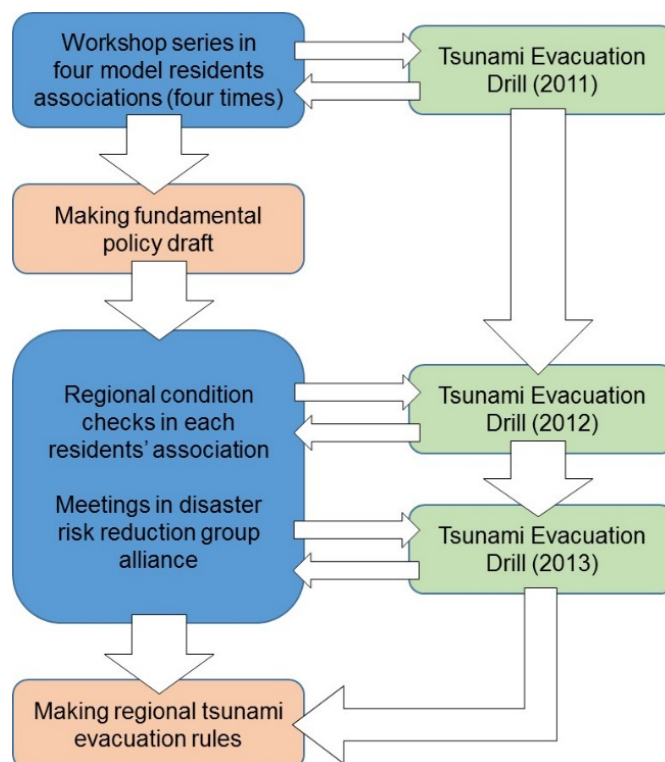 Workshop series in
four model residents
associations (four times)
Tsunami Evacuation
Drill (2011)
Making fundamental
policy draft
Regional condition
checks in each
residents’ association
Tsunami Evacuation
Drill (2012)
Meetings in disaster
risk reduction group
alliance
Tsunami Evacuation
Drill (2013)
Making regional tsunami
evacuation rules